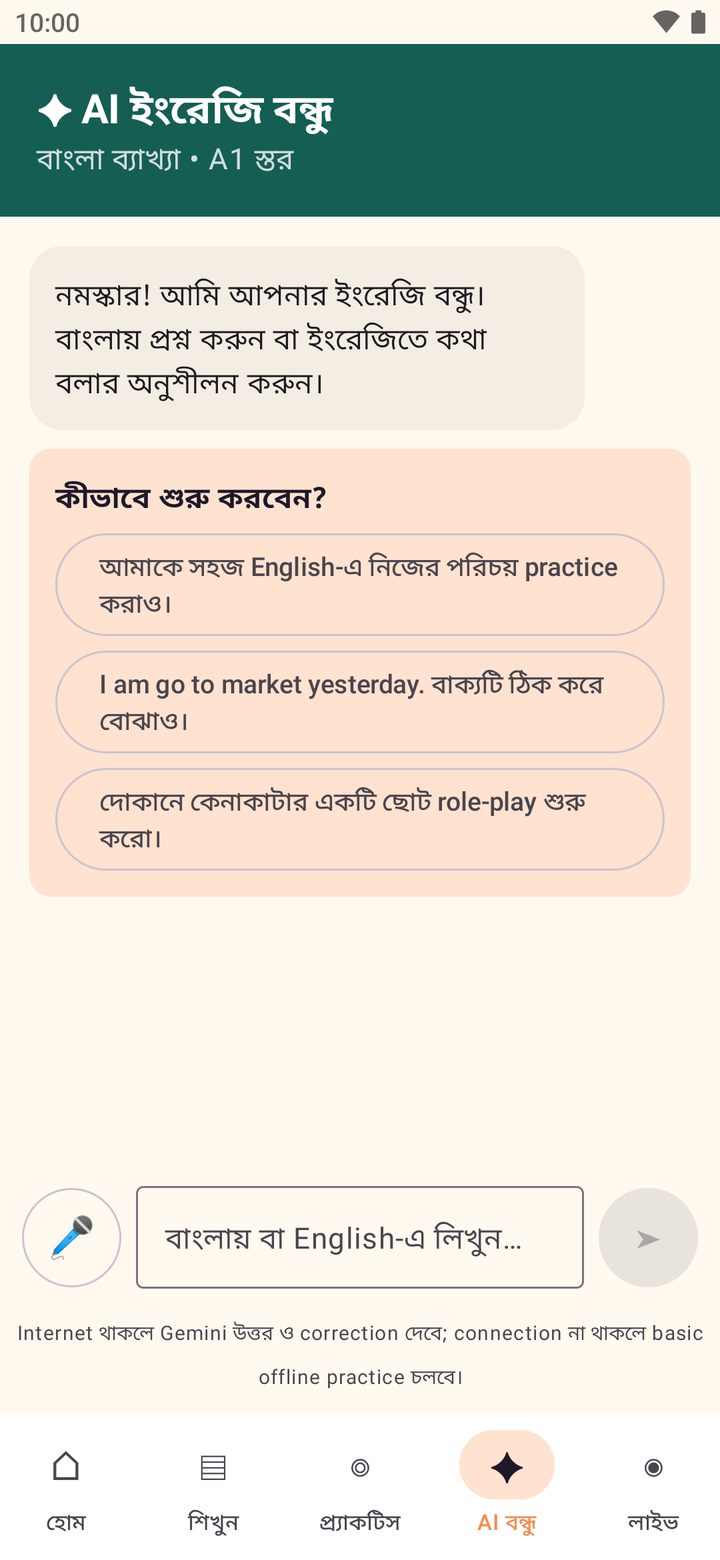 10:00
AI ইংরেজি বন্ধু
বাংলা ব্যাখ্যা • A1 স্তর
নমস্কার! আমি আপনার ইংরেজি বন্ধু।
বাংলায় প্রশ্ন করুন বা ইংরেজিতে কথা
বলার অনুশীলন করুন।
কীভাবে শুরু করবেন?
আমাকে সহজ English-এ নিজের পরিচয় practice
করাও।
I am go to market yesterday. বাক্যটি ঠিক করে
বোঝাও।
দোকানে কেনাকাটার একটি ছোট role-play শুরু
করো।
বাংলায় বা English-এ লিখুন...
Internet থাকলে Gemini উত্তর ও correction দেবে; connection না থাকলে basic
offline practice চলবে।
হোম
শিখুন
প্র্যাকটিস
AI বন্ধু
লাইভ